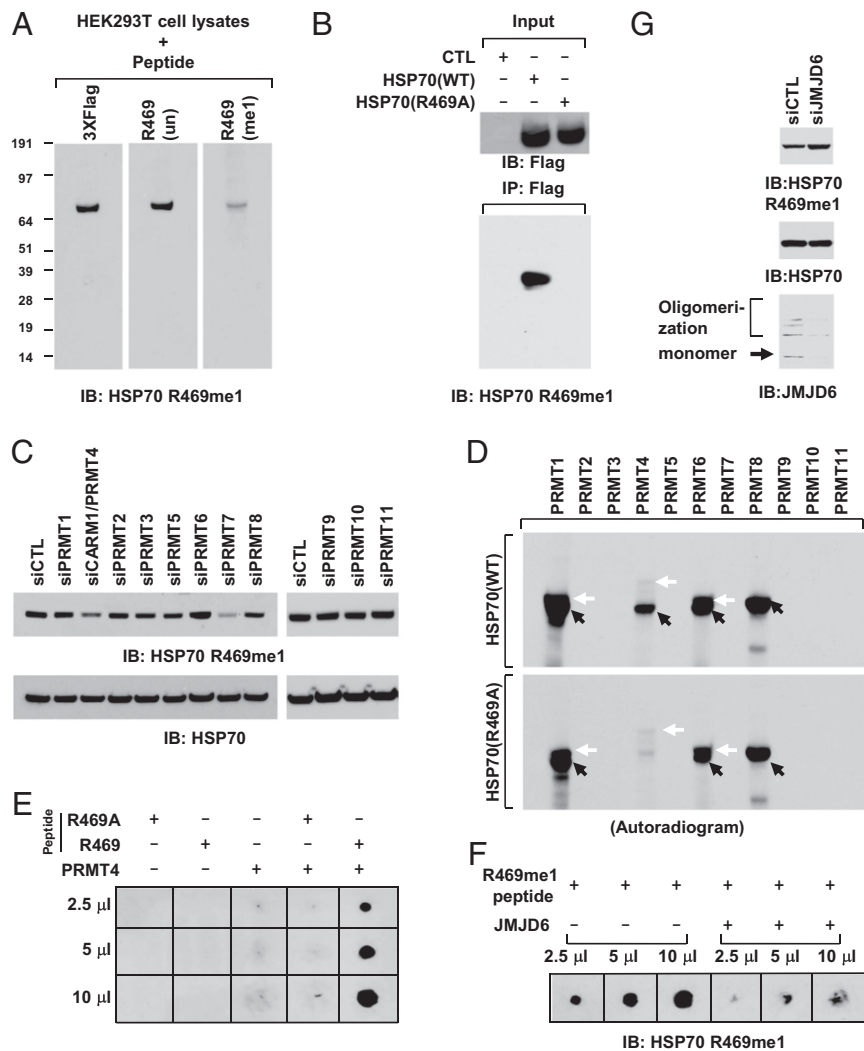 A
HEK293T cell lysates
+
Peptide
3XFlag
R469
(un)
R469
(me1)
191
97
64
51
39
28
19
14
IB: HSP70 R469me1
B
Input
CTL + – –
HSP70(WT) – + –
HSP70(R469A) – – +
IB: Flag
IP: Flag
IB: HSP70 R469me1
G
siCTL
siJMJD6
IB:HSP70
R469me1
IB:HSP70
Oligomeri-
zation
monomer
IB:JMJD6
C
siCTL
siPRMT1
siCARM1/PRMT4
siPRMT2
siPRMT3
siPRMT5
siPRMT6
siPRMT7
siPRMT8
siCTL
siPRMT9
siPRMT10
siPRMT11
IB: HSP70 R469me1
IB: HSP70
D
PRMT1
PRMT2
PRMT3
PRMT4
PRMT5
PRMT6
PRMT7
PRMT8
PRMT9
PRMT10
PRMT11
HSP70(WT)
HSP70(R469A)
(Autoradiogram)
E
Peptide
R469A + – – + –
R469 – + – – +
PRMT4 – – + + +
2.5 µl
5 µl
10 µl
F
R469me1
peptide + + + + + +
JMJD6 – – – + + +
2.5 µl 5 µl 10 µl 2.5 µl 5 µl 10 µl
IB: HSP70 R469me1